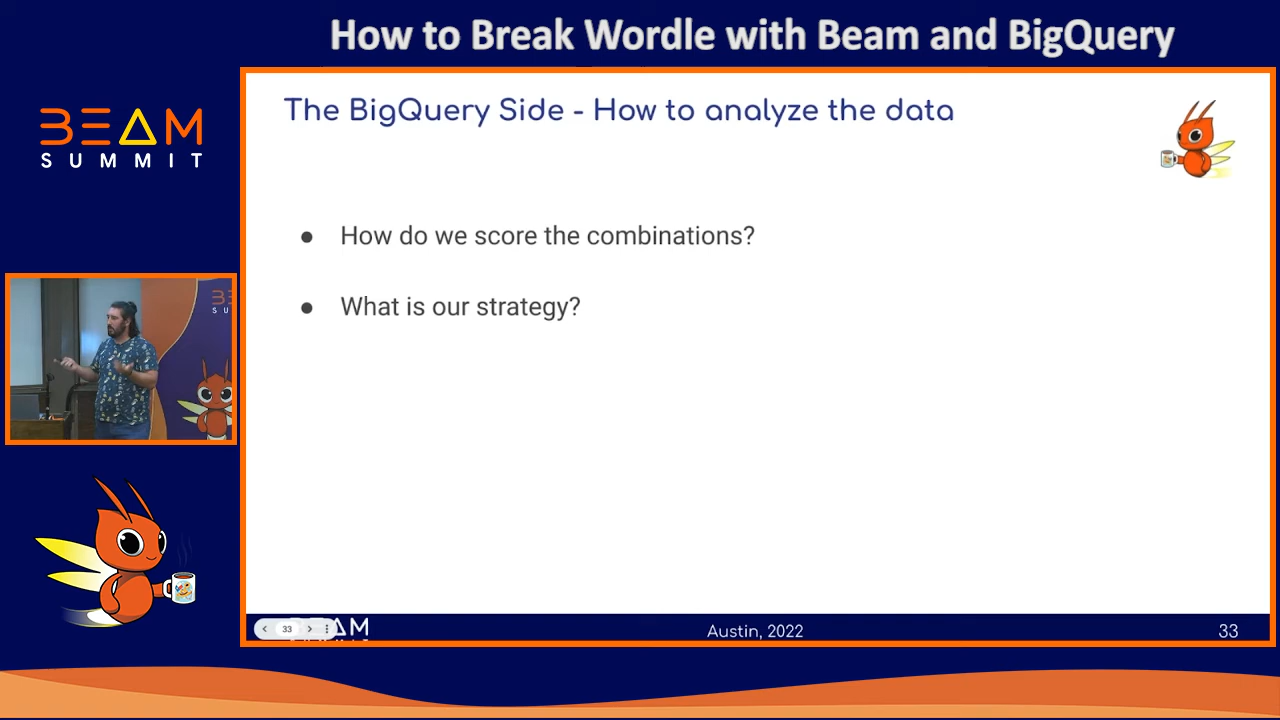 How to Break Wordle with Beam and BigQuery
BEAM
SUMMIT
The BigQuery Side - How to analyze the data
● How do we score the combinations?
● What is our strategy?
33
Austin, 2022
33